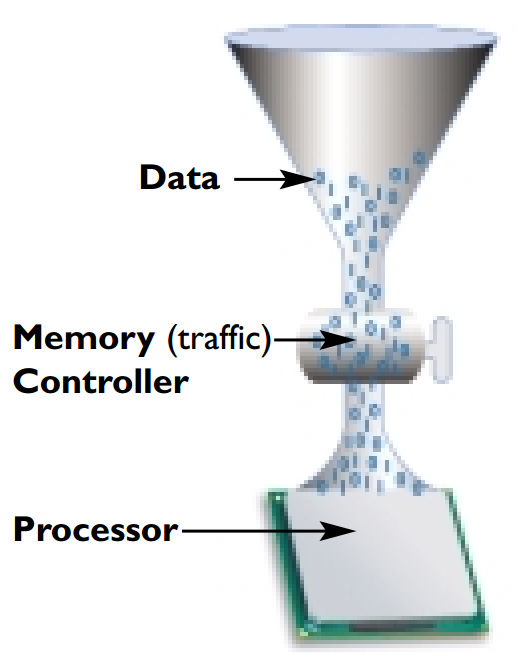 Data
Memory (traffic)
Controller
Processor